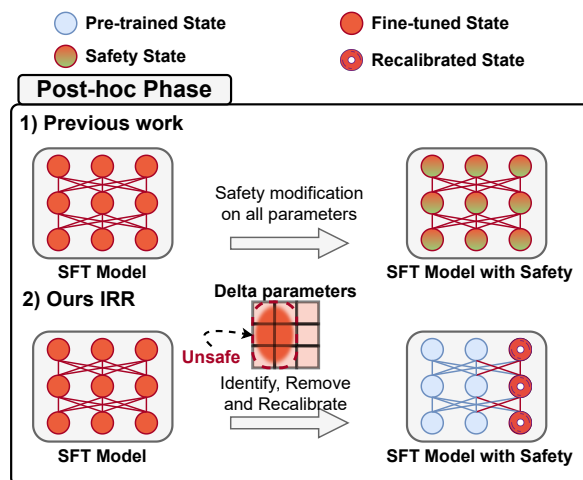 Pre-trained State
Fine-tuned State
Safety State
Recalibrated State
Post-hoc Phase
1) Previous work
Safety modification
on all parameters
SFT Model
SFT Model with Safety
2) Ours IRR
Delta parameters
Unsafe
Identify, Remove
and Recalibrate
SFT Model
SFT Model with Safety